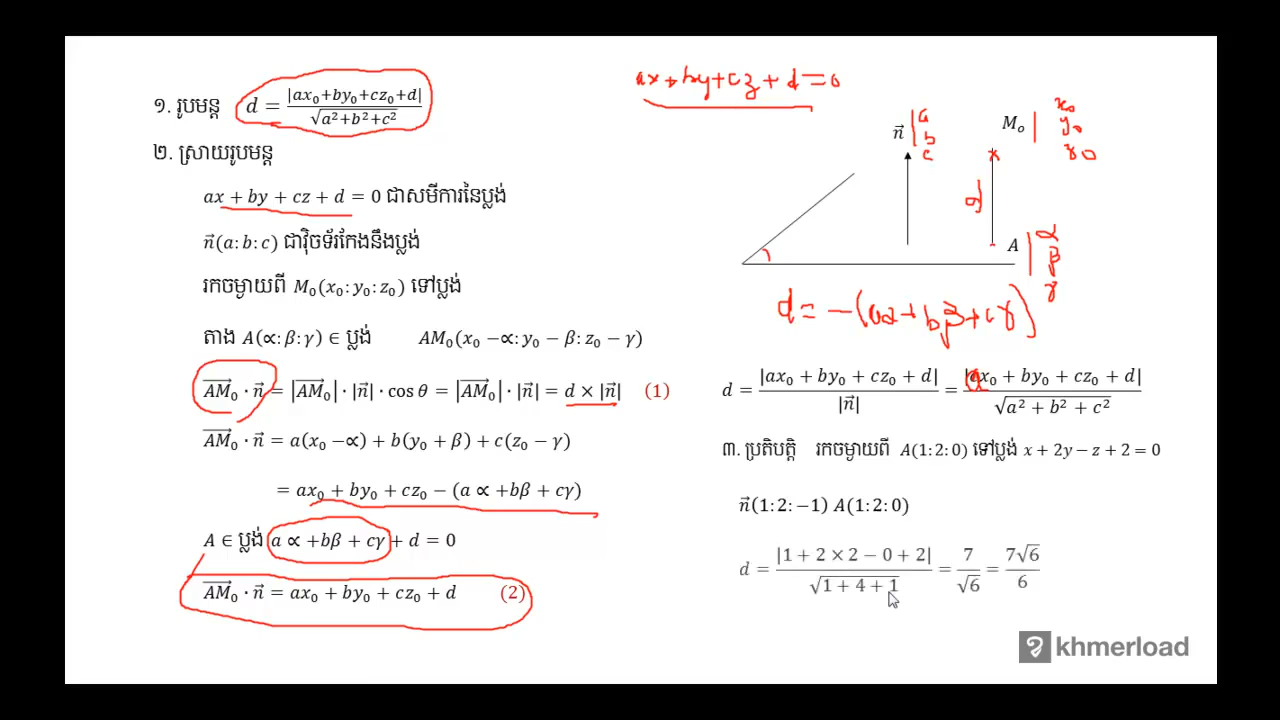 ១. រូបមន្ត d = |ax₀+by₀+cz₀+d| / √(a²+b²+c²)
២. ស្រាយរូបមន្ត
ax + by + cz + d = 0 ជាសមីការនៃប្លង់
n⃗(a: b: c) ជាវ៉ិចទ័រកែងនឹងប្លង់
រកចម្ងាយពី M₀(x₀: y₀: z₀) ទៅប្លង់
តាង A(∝: β: γ) ∈ ប្លង់ AM₀(x₀ −∝: y₀ − β: z₀ − γ)
AM₀⃗ · n⃗ = |AM₀⃗| · |n⃗| · cos θ = |AM₀⃗| · |n⃗| = d × |n⃗| (1)
AM₀⃗ · n⃗ = a(x₀ −∝) + b(y₀ + β) + c(z₀ − γ)
= ax₀ + by₀ + cz₀ − (a ∝ +bβ + cγ)
A ∈ ប្លង់ a ∝ +bβ + cγ + d = 0
AM₀⃗ · n⃗ = ax₀ + by₀ + cz₀ + d (2)
ax + by + cz + d = 0
n⃗ | a b c
M₀ | x₀ y₀ z₀
d
A | α β γ
d = −(aα + bβ + cγ)
d = |ax₀ + by₀ + cz₀ + d| / |n⃗| = |ax₀ + by₀ + cz₀ + d| / √(a² + b² + c²)
៣. ប្រតិបត្តិ រកចម្ងាយពី A(1: 2: 0) ទៅប្លង់ x + 2y − z + 2 = 0
n⃗(1: 2: −1) A(1: 2: 0)
d = |1 + 2 × 2 − 0 + 2| / √(1 + 4 + 1) = 7/√6 = 7√6/6
khmerload